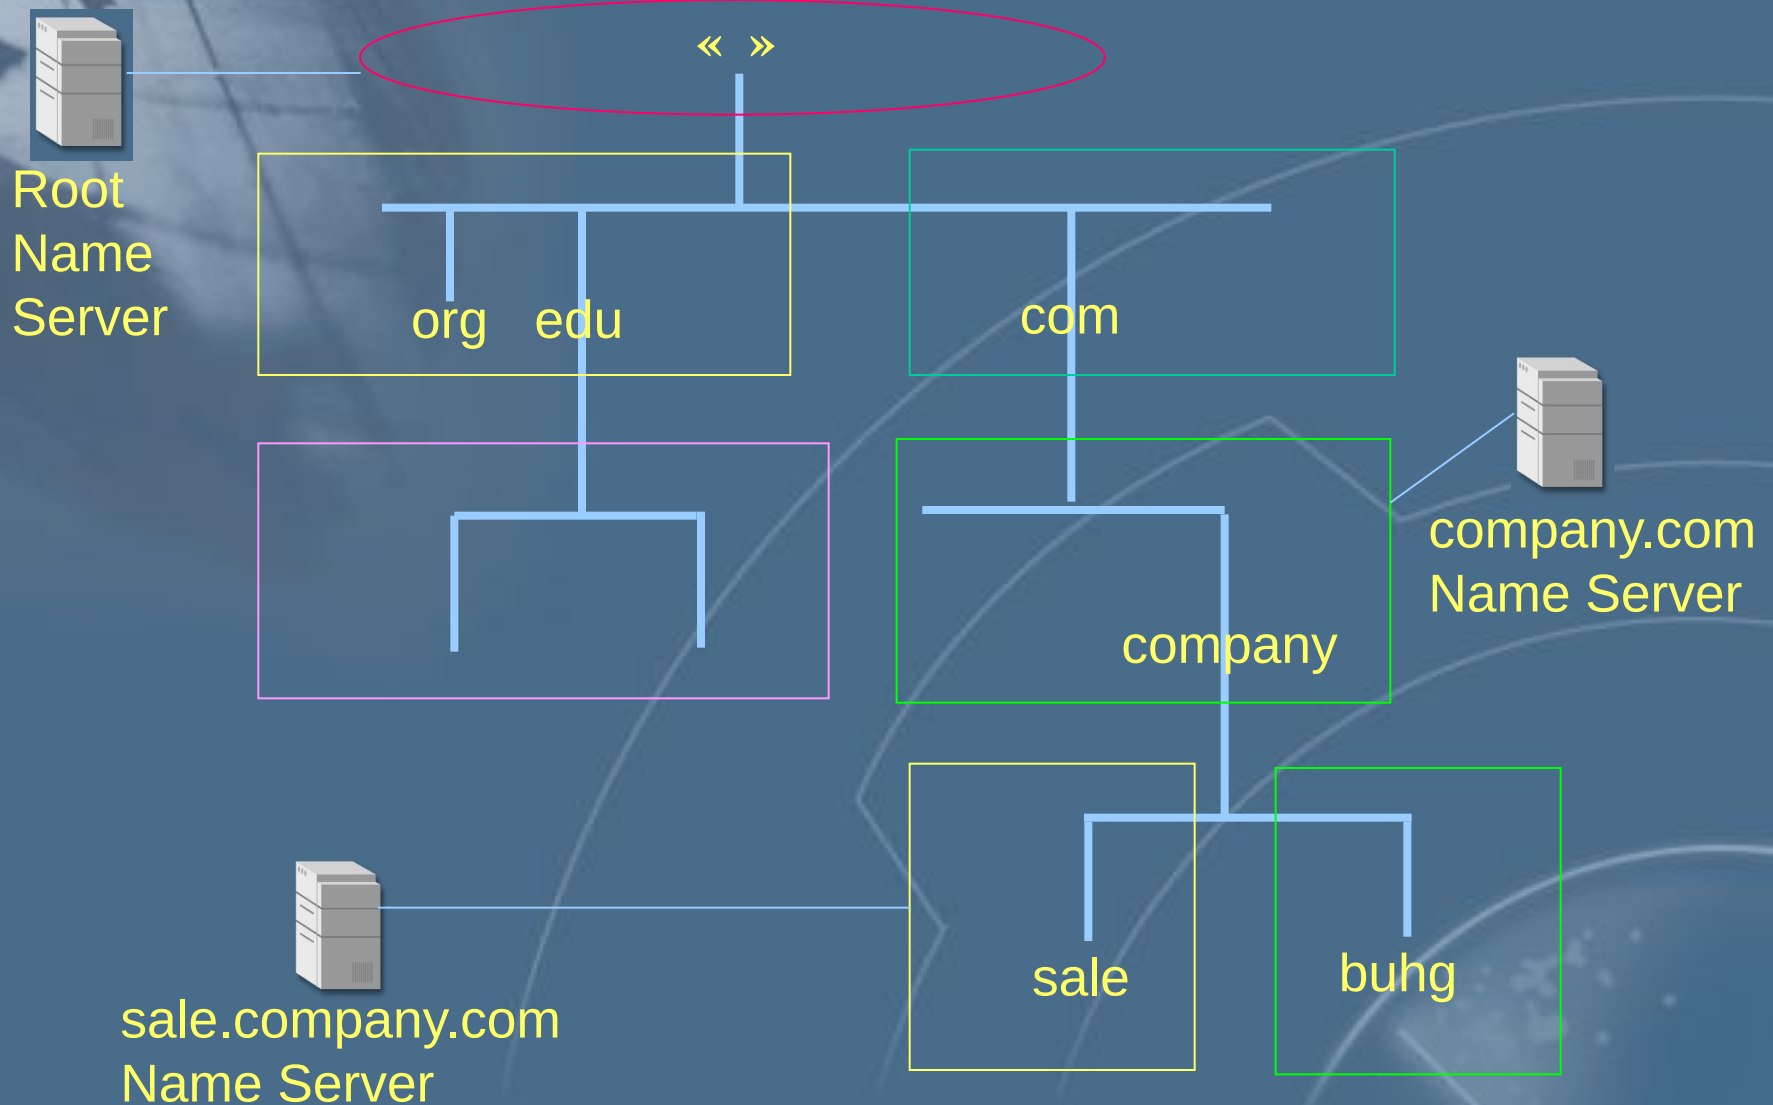 « »
Root
Name
Server
org edu
com
company.com
Name Server
company
sale
buhg
sale.company.com
Name Server